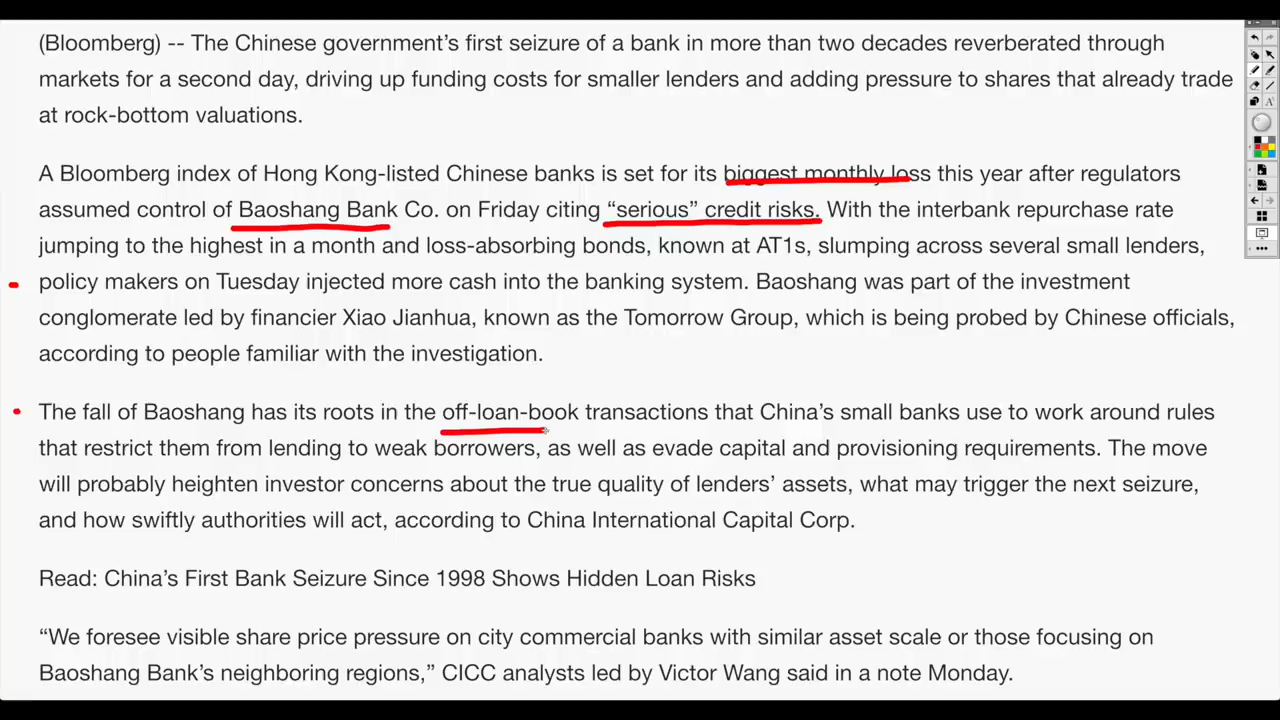 (Bloomberg) -- The Chinese government’s first seizure of a bank in more than two decades reverberated through
markets for a second day, driving up funding costs for smaller lenders and adding pressure to shares that already trade
at rock-bottom valuations.
A Bloomberg index of Hong Kong-listed Chinese banks is set for its biggest monthly loss this year after regulators
assumed control of Baoshang Bank Co. on Friday citing “serious” credit risks. With the interbank repurchase rate
jumping to the highest in a month and loss-absorbing bonds, known at AT1s, slumping across several small lenders,
policy makers on Tuesday injected more cash into the banking system. Baoshang was part of the investment
conglomerate led by financier Xiao Jianhua, known as the Tomorrow Group, which is being probed by Chinese officials,
according to people familiar with the investigation.
The fall of Baoshang has its roots in the off-loan-book transactions that China’s small banks use to work around rules
that restrict them from lending to weak borrowers, as well as evade capital and provisioning requirements. The move
will probably heighten investor concerns about the true quality of lenders’ assets, what may trigger the next seizure,
and how swiftly authorities will act, according to China International Capital Corp.
Read: China’s First Bank Seizure Since 1998 Shows Hidden Loan Risks
“We foresee visible share price pressure on city commercial banks with similar asset scale or those focusing on
Baoshang Bank’s neighboring regions,” CICC analysts led by Victor Wang said in a note Monday.